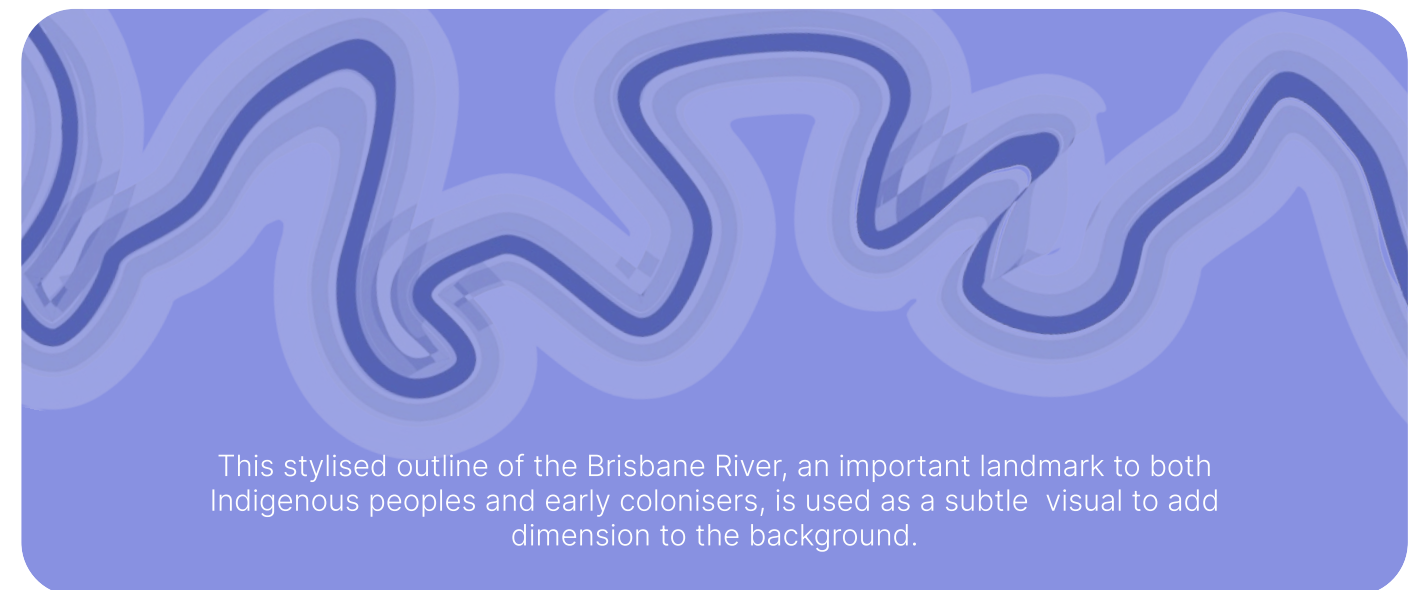 This stylised outline of the Brisbane River, an important landmark to both
Indigenous peoples and early colonisers, is used as a subtle  visual to add
dimension to the background.